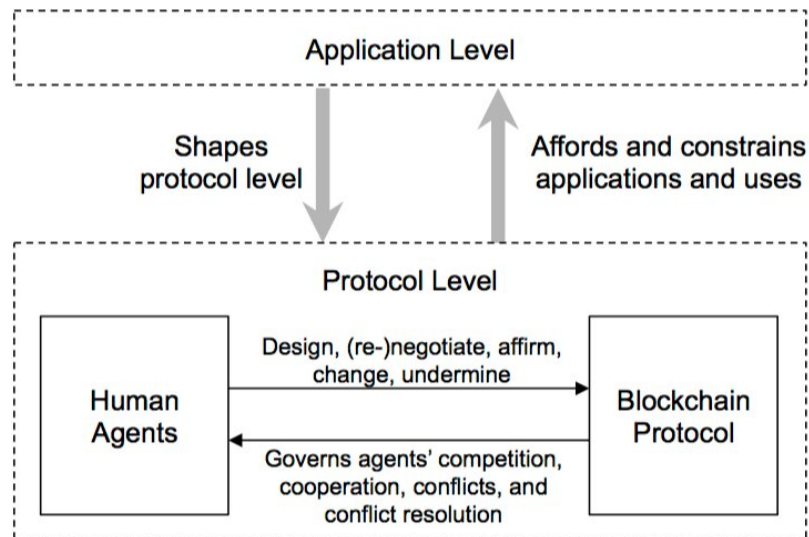 Application Level
Shapes
protocol level
Affords and constrains
applications and uses
Protocol Level
Human
Agents
Design, (re-)negotiate, affirm,
change, undermine
Governs agents' competition,
cooperation, conflicts, and
conflict resolution
Blockchain
Protocol